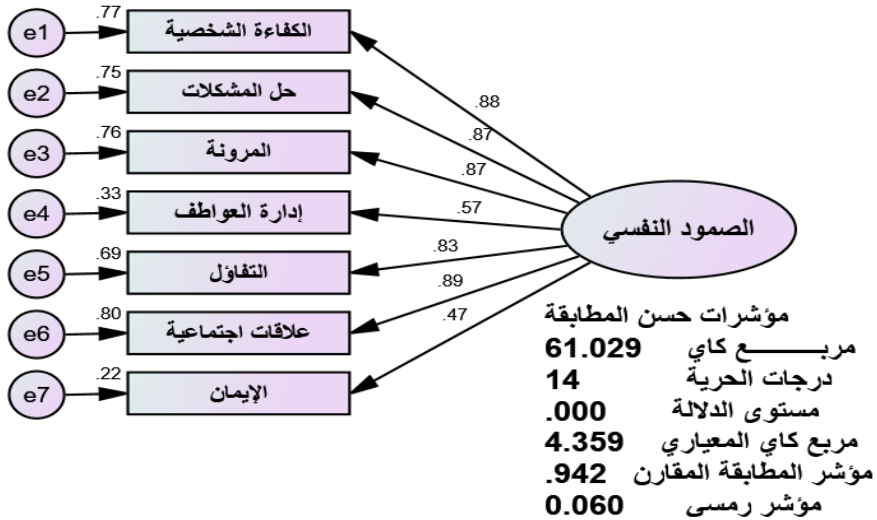 e1
.77
الكفاءة الشخصية
.88
e2
.75
حل المشكلات
.87
e3
.76
المرونة
.87
e4
.33
إدارة العواطف
.57
e5
.69
التفاؤل
.83
e6
.80
علاقات اجتماعية
.89
e7
.22
الإيمان
.47
الصمود النفسي
مؤشرات حسن المطابقة
مربـــــــع كاي 61.029
درجات الحرية 14
مستوى الدلالة .000
مربع كاي المعياري 4.359
مؤشر المطابقة المقارن .942
مؤشر رمسي 0.060